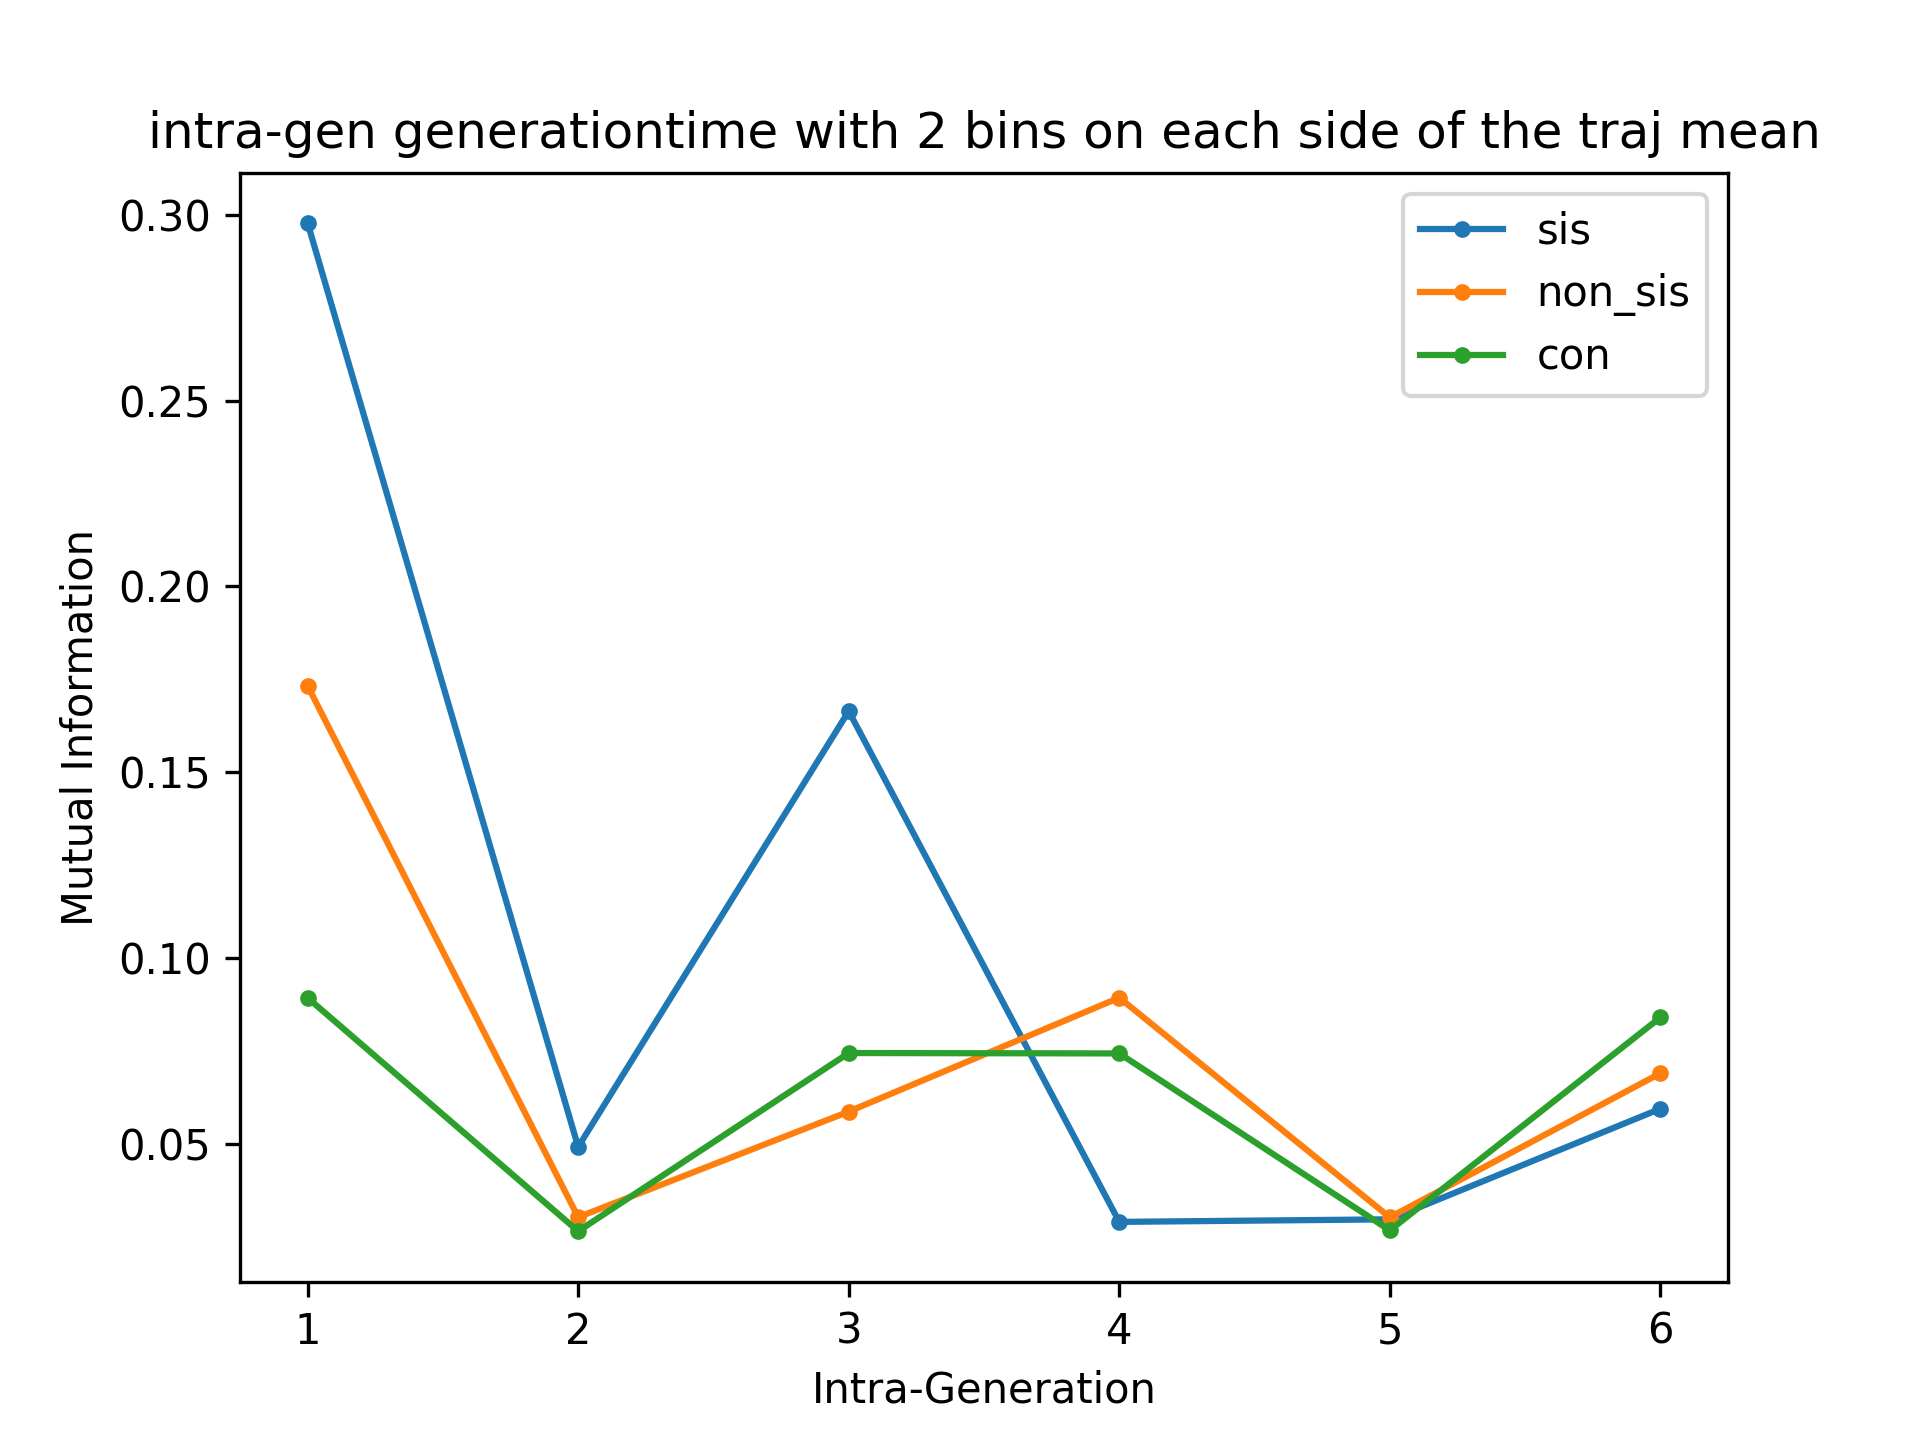 intra-gen generationtime with 2 bins on each side of the traj mean
0.30
0.25
0.20
0.15
0.10
0.05
Mutual Information
sis
non_sis
con
1 2 3 4 5 6
Intra-Generation